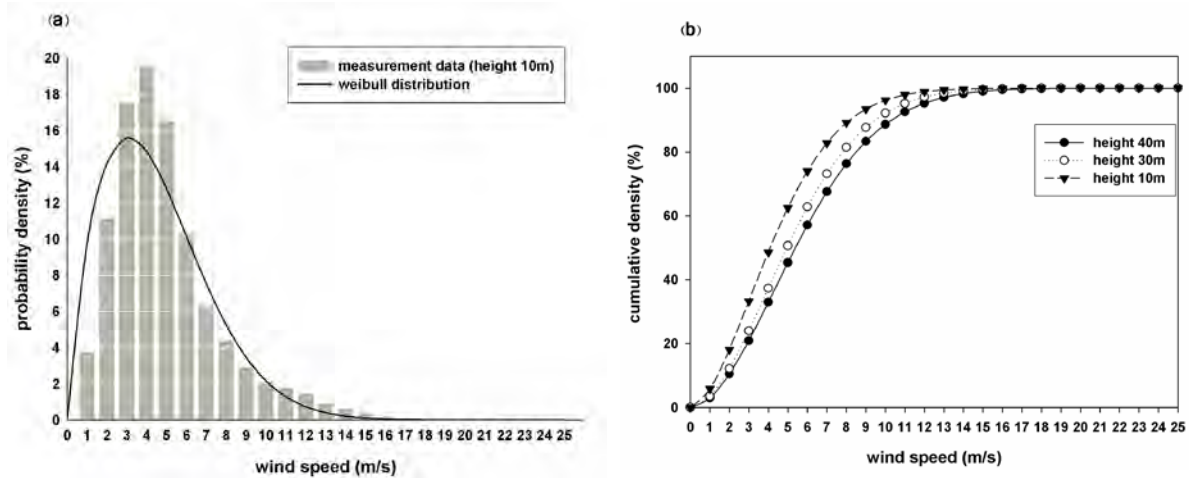 (a)
20
18
16
14
12
10
8
6
4
2
0
probability density (%)
measurement data (height 10m)
weibull distribution
0 1 2 3 4 5 6 7 8 9 10 11 12 13 14 15 16 17 18 19 20 21 22 23 24 25
wind speed (m/s)
(b)
100
80
60
40
20
0
cumulative density (%)
height 40m
height 30m
height 10m
0 1 2 3 4 5 6 7 8 9 10 11 12 13 14 15 16 17 18 19 20 21 22 23 24 25
wind speed (m/s)